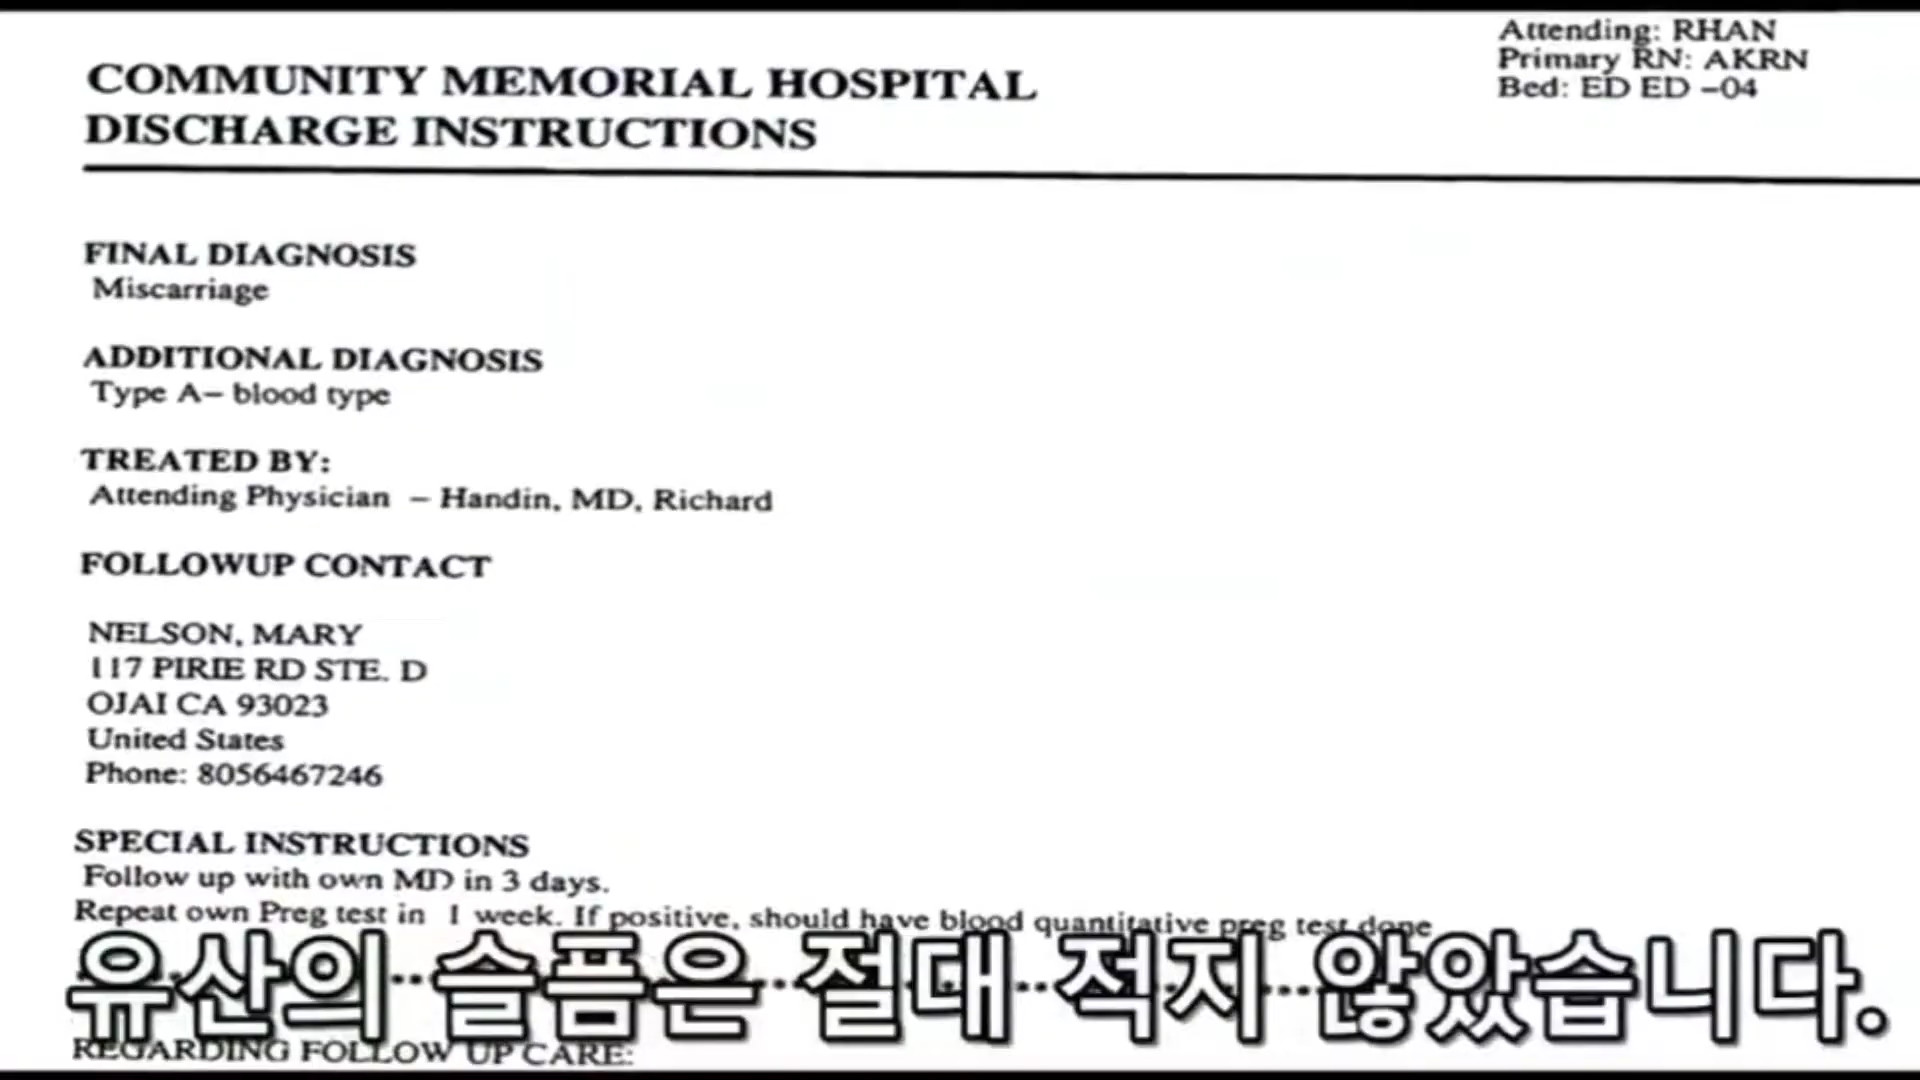 Attending: RHAN
Primary RN: AKRN
Bed: ED ED -04
COMMUNITY MEMORIAL HOSPITAL
DISCHARGE INSTRUCTIONS
FINAL DIAGNOSIS
Miscarriage
ADDITIONAL DIAGNOSIS
Type A- blood type
TREATED BY:
Attending Physician - Handin, MD, Richard
FOLLOWUP CONTACT
NELSON, MARY
117 PIRIE RD STE. D
OJAI CA 93023
United States
Phone: 8056467246
SPECIAL INSTRUCTIONS
Follow up with own MD in 3 days.
Repeat own Preg test in 1 week. If positive, should have blood quantitative preg test done
유산의 슬픔은 절대 적지 않았습니다.
REGARDING FOLLOW UP CARE: